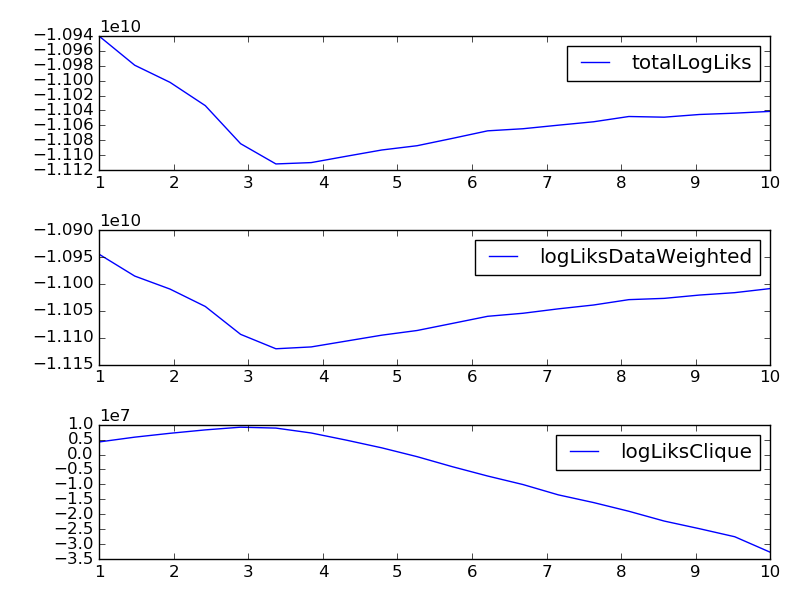 1e10
−1.094
−1.096
−1.098
−1.100
−1.102
−1.104
−1.106
−1.108
−1.110
−1.112
totalLogLiks
1 2 3 4 5 6 7 8 9 10
1e10
−1.090
−1.095
−1.100
−1.105
−1.110
−1.115
logLiksDataWeighted
1 2 3 4 5 6 7 8 9 10
1e7
1.0
0.5
0.0
−0.5
−1.0
−1.5
−2.0
−2.5
−3.0
−3.5
logLiksClique
1 2 3 4 5 6 7 8 9 10